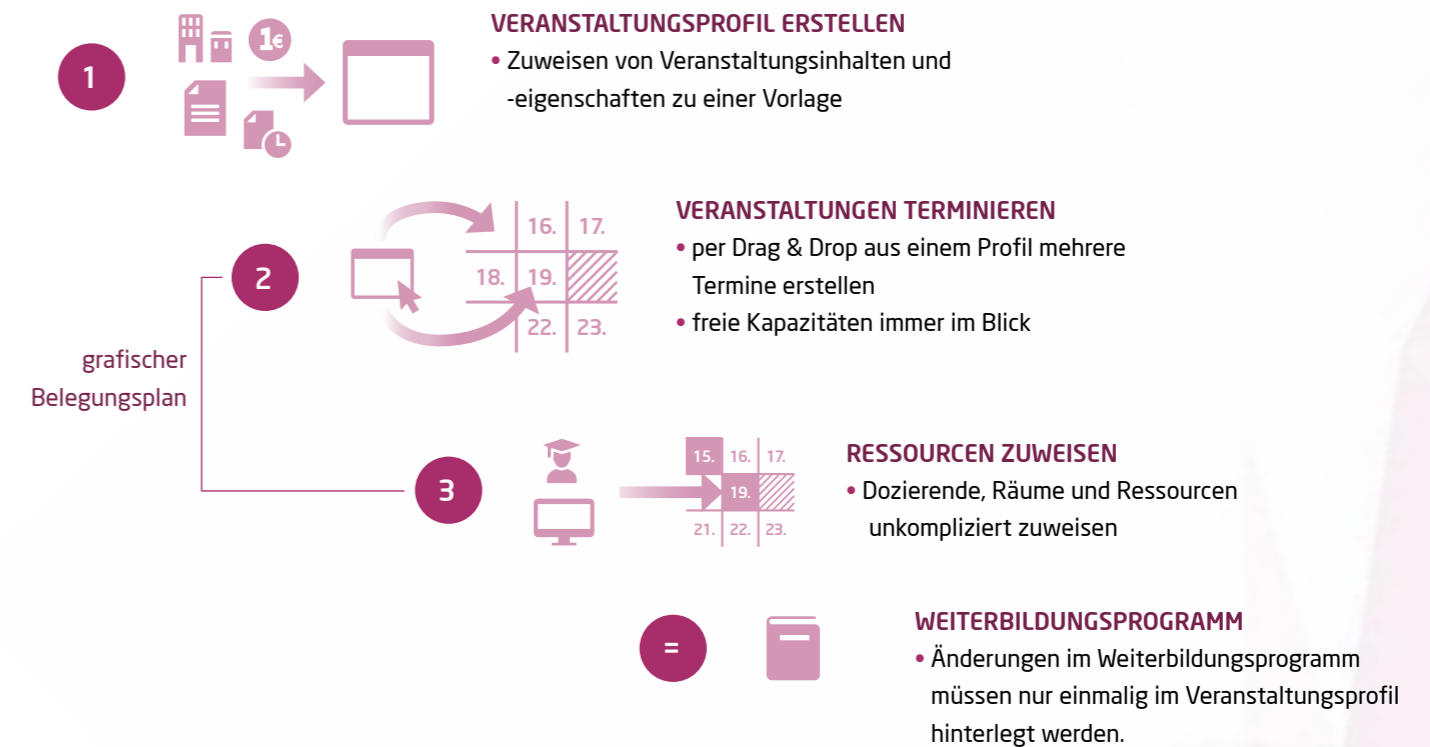 1
1€
VERANSTALTUNGSPROFIL ERSTELLEN
• Zuweisen von Veranstaltungsinhalten und
-eigenschaften zu einer Vorlage
2
16. 17.
18. 19.
22. 23.
VERANSTALTUNGEN TERMINIEREN
• per Drag & Drop aus einem Profil mehrere
Termine erstellen
• freie Kapazitäten immer im Blick
grafischer
Belegungsplan
3
15. 16. 17.
19.
21. 22. 23.
RESSOURCEN ZUWEISEN
• Dozierende, Räume und Ressourcen
unkompliziert zuweisen
=
WEITERBILDUNGSPROGRAMM
• Änderungen im Weiterbildungsprogramm
müssen nur einmalig im Veranstaltungsprofil
hinterlegt werden.